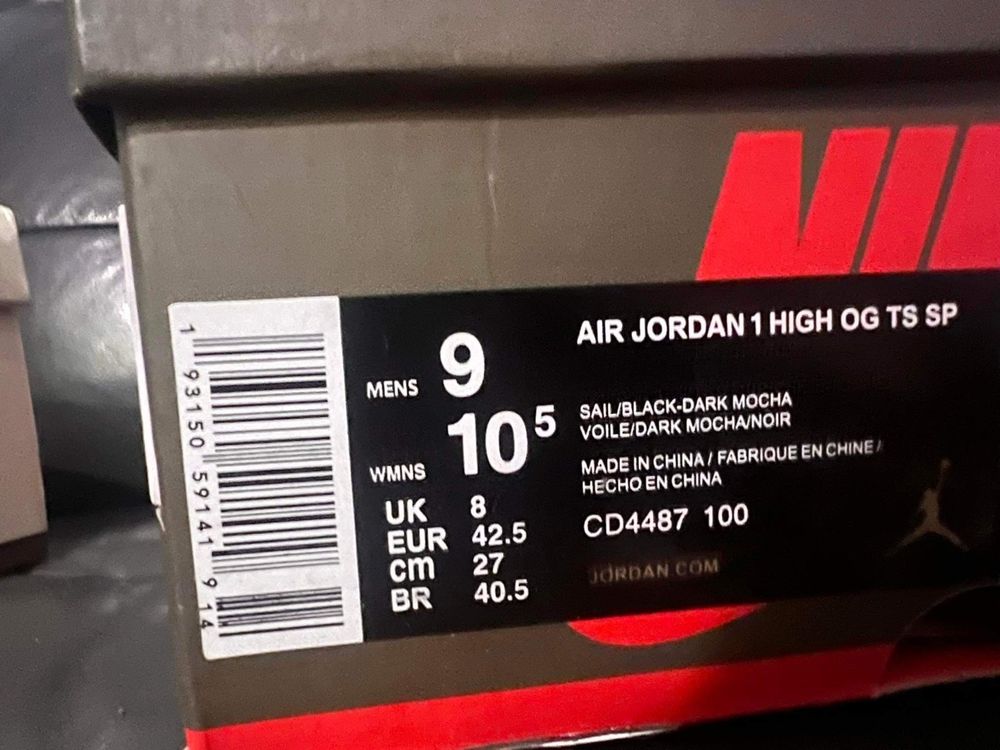 NIK
AIR JORDAN 1 HIGH OG TS SP
MENS 9
WMNS 10 5
SAIL/BLACK-DARK MOCHA
VOILE/DARK MOCHA/NOIR
MADE IN CHINA / FABRIQUE EN CHINE /
HECHO EN CHINA
UK 8
EUR 42.5
cm 27
BR 40.5
CD4487 100
JORDAN.COM
1 93150 59141 9 14